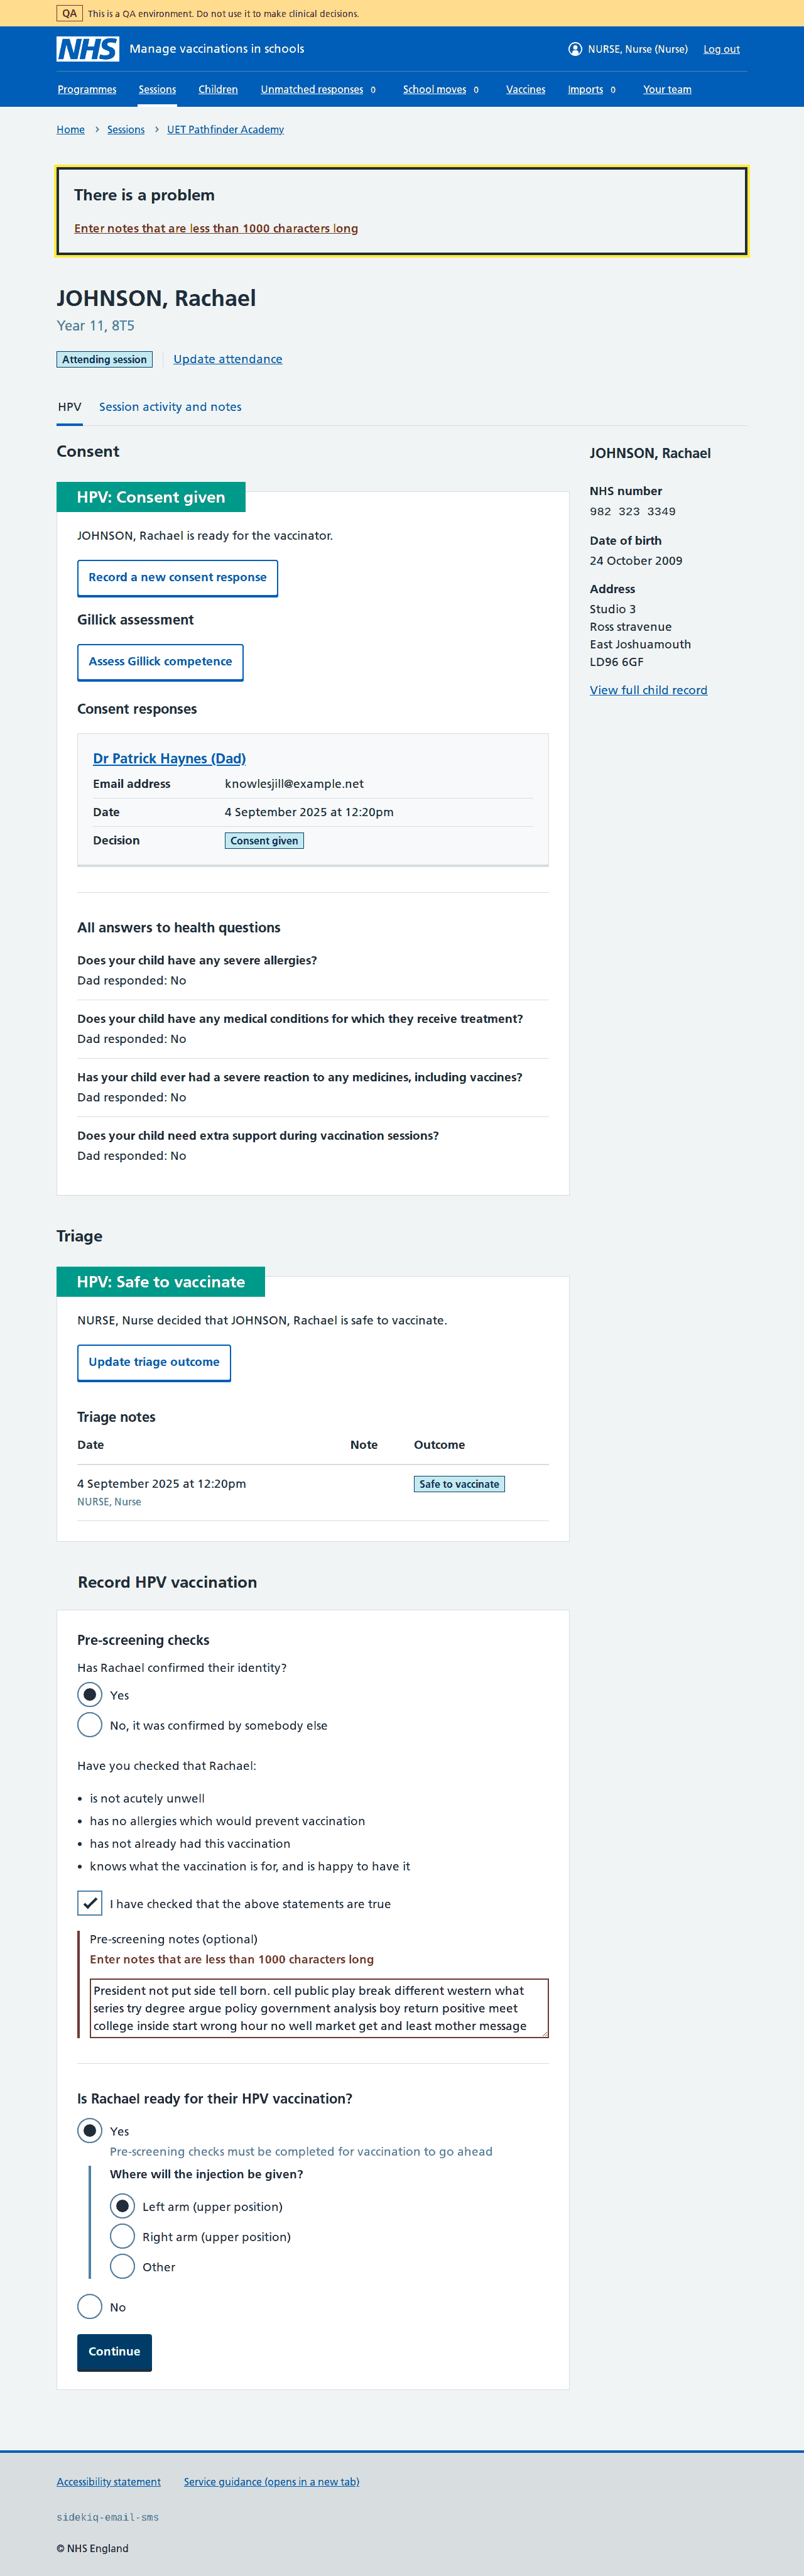 QA This is a QA environment. Do not use it to make clinical decisions.
NHS Manage vaccinations in schools NURSE, Nurse (Nurse) Log out
Programmes Sessions Children Unmatched responses 0 School moves 0 Vaccines Imports 0 Your team
Home Sessions UET Pathfinder Academy
There is a problem
Enter notes that are less than 1000 characters long
JOHNSON, Rachael
Year 11, 8T5
Attending session Update attendance
HPV Session activity and notes
Consent
HPV: Consent given
JOHNSON, Rachael is ready for the vaccinator.
Record a new consent response
Gillick assessment
Assess Gillick competence
Consent responses
Dr Patrick Haynes (Dad)
Email address knowlesjill@example.net
Date 4 September 2025 at 12:20pm
Decision Consent given
All answers to health questions
Does your child have any severe allergies?
Dad responded: No
Does your child have any medical conditions for which they receive treatment?
Dad responded: No
Has your child ever had a severe reaction to any medicines, including vaccines?
Dad responded: No
Does your child need extra support during vaccination sessions?
Dad responded: No
JOHNSON, Rachael
NHS number
982 323 3349
Date of birth
24 October 2009
Address
Studio 3
Ross stravenue
East Joshuamouth
LD96 6GF
View full child record
Triage
HPV: Safe to vaccinate
NURSE, Nurse decided that JOHNSON, Rachael is safe to vaccinate.
Update triage outcome
Triage notes
Date Note Outcome
4 September 2025 at 12:20pm Safe to vaccinate
NURSE, Nurse
Record HPV vaccination
Pre-screening checks
Has Rachael confirmed their identity?
Yes
No, it was confirmed by somebody else
Have you checked that Rachael:
• is not acutely unwell
• has no allergies which would prevent vaccination
• has not already had this vaccination
• knows what the vaccination is for, and is happy to have it
I have checked that the above statements are true
Pre-screening notes (optional)
Enter notes that are less than 1000 characters long
President not put side tell born. cell public play break different western what
series try degree argue policy government analysis boy return positive meet
college inside start wrong hour no well market get and least mother message
Is Rachael ready for their HPV vaccination?
Yes
Pre-screening checks must be completed for vaccination to go ahead
Where will the injection be given?
Left arm (upper position)
Right arm (upper position)
Other
No
Continue
Accessibility statement Service guidance (opens in a new tab)
sidekiq-email-sms
© NHS England